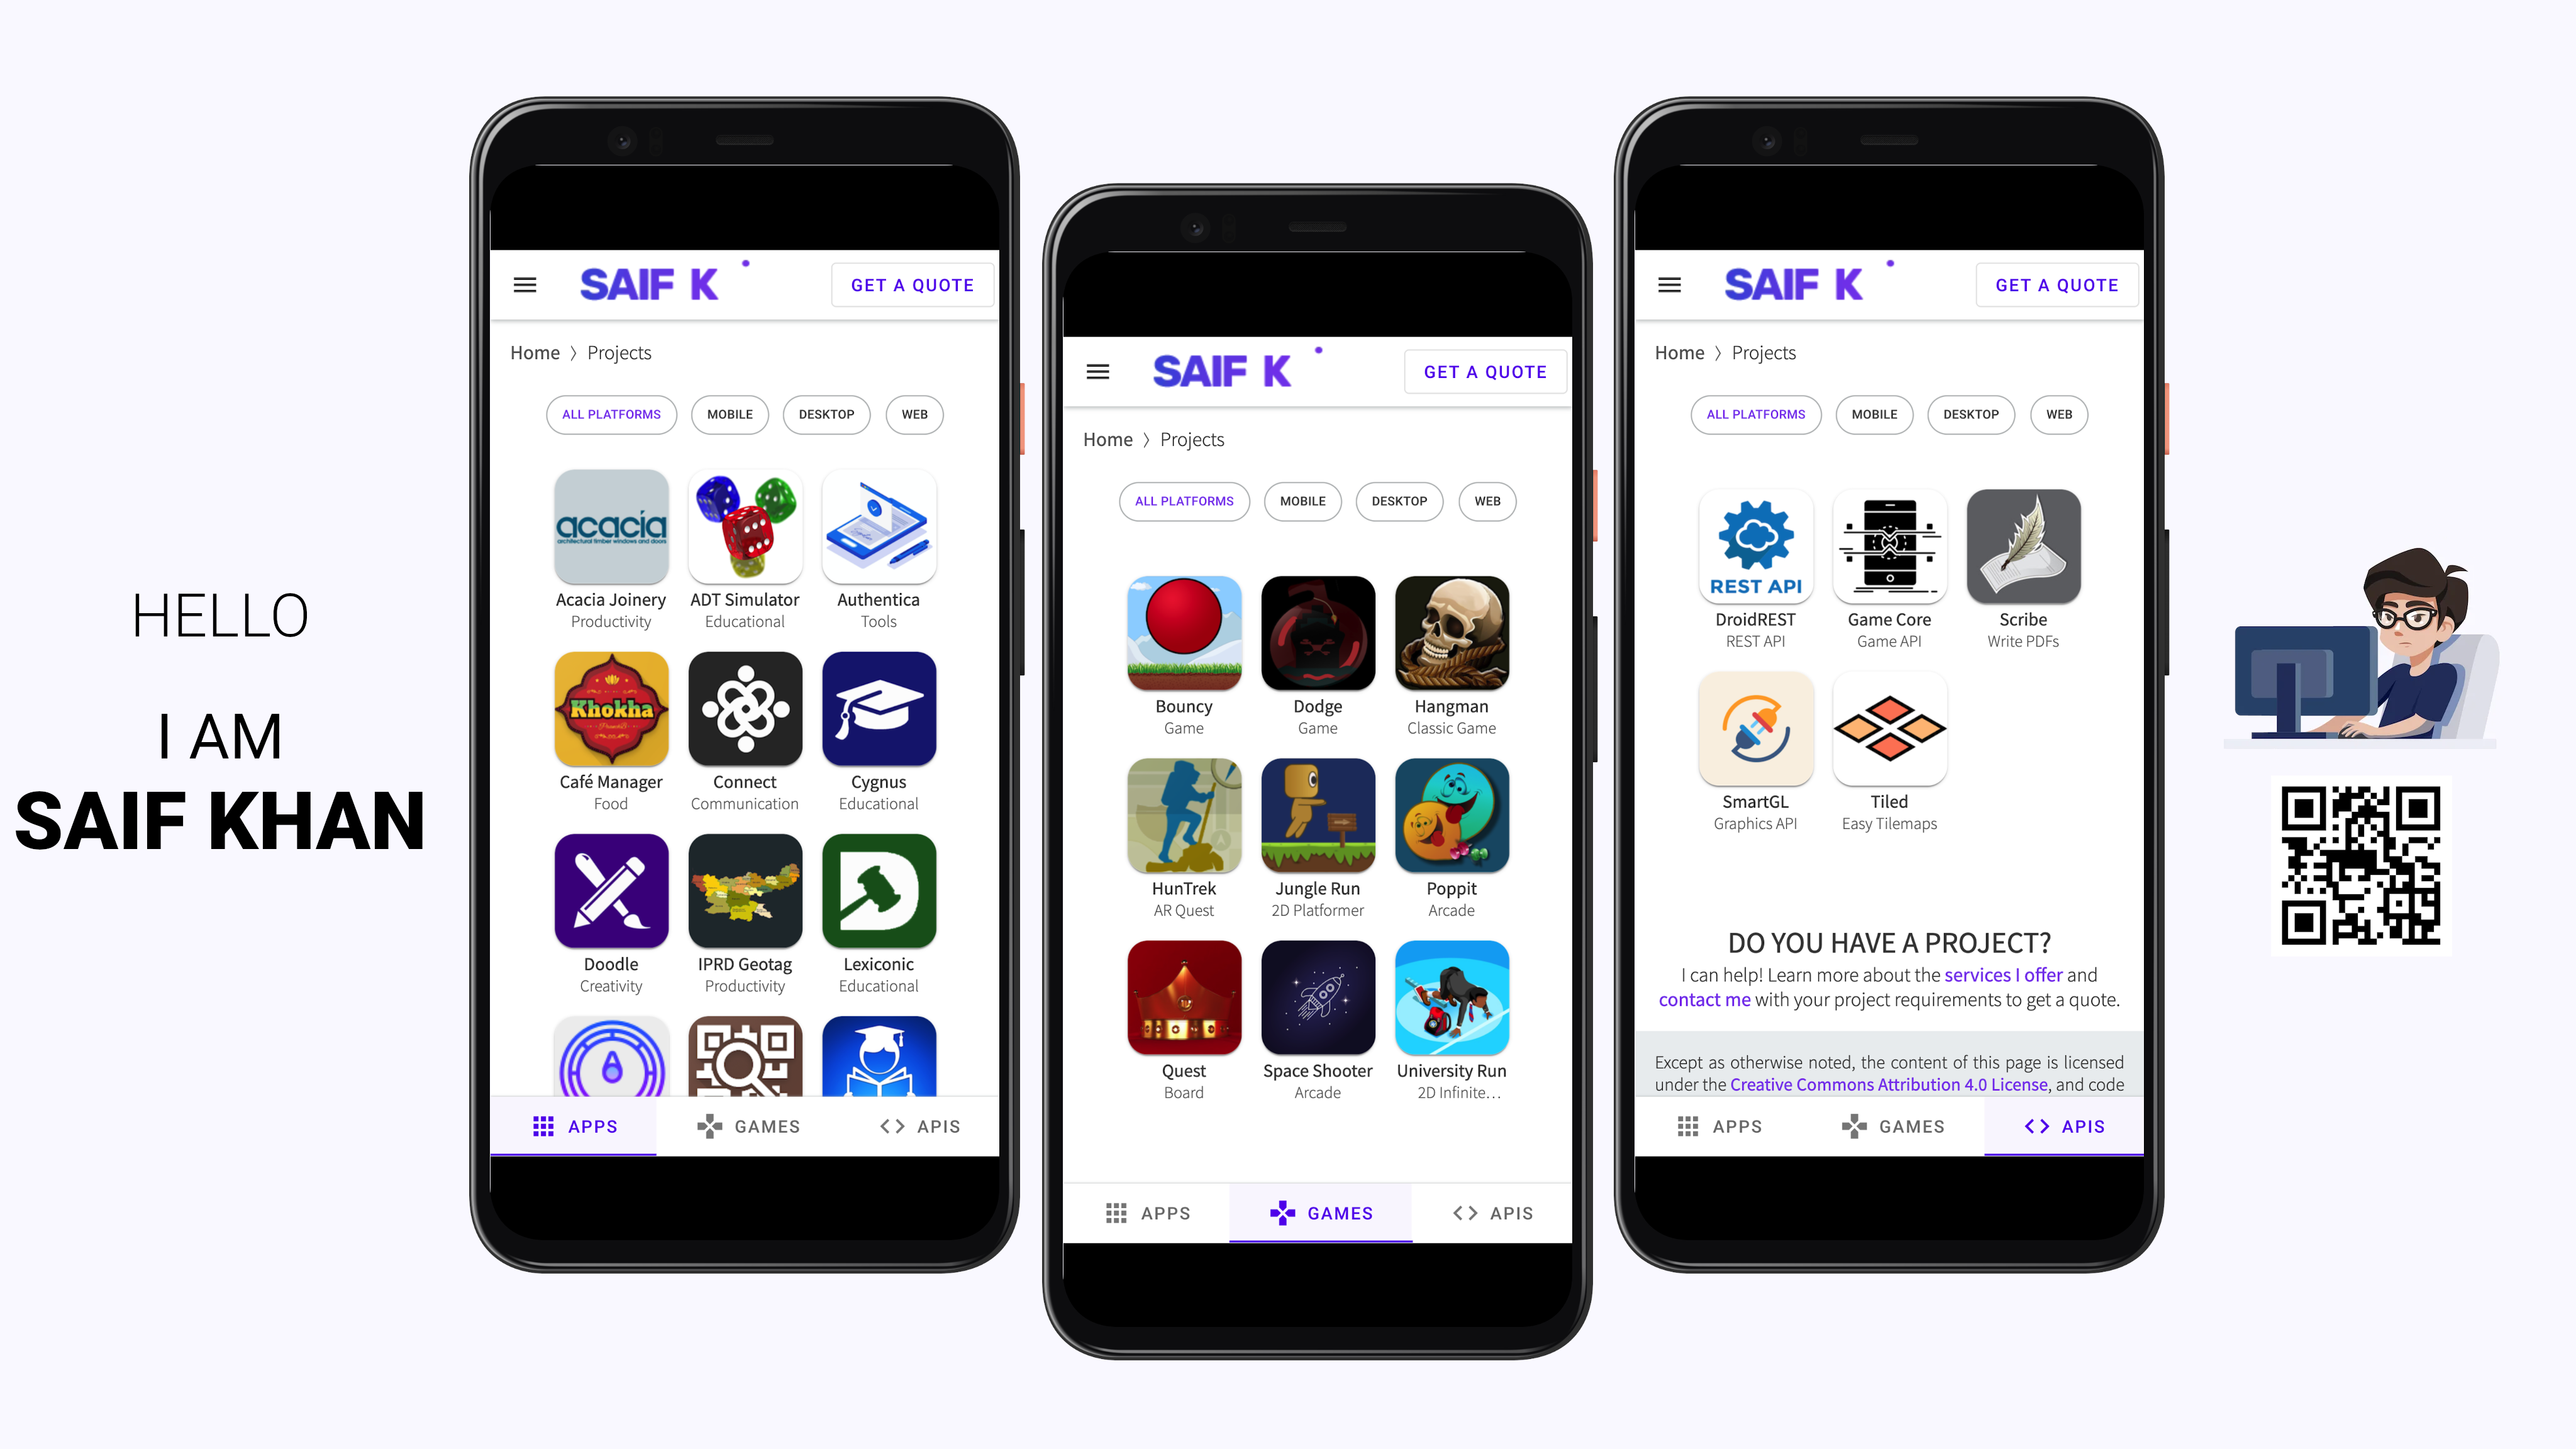 HELLO
I AM
SAIF KHAN
SAIF K
GET A QUOTE
Home 〉 Projects
ALL PLATFORMS MOBILE DESKTOP WEB
acacia
architectural timber windows and doors
Acacia Joinery ADT Simulator Authentica
Productivity Educational Tools
Khokha
Café Manager Connect Cygnus
Food Communication Educational
Doodle IPRD Geotag Lexiconic
Creativity Productivity Educational
APPS GAMES APIS
SAIF K
GET A QUOTE
Home 〉 Projects
ALL PLATFORMS MOBILE DESKTOP WEB
Bouncy Dodge Hangman
Game Game Classic Game
HunTrek Jungle Run Poppit
AR Quest 2D Platformer Arcade
Quest Space Shooter University Run
Board Arcade 2D Infinite...
APPS GAMES APIS
SAIF K
GET A QUOTE
Home 〉 Projects
ALL PLATFORMS MOBILE DESKTOP WEB
REST API
DroidREST Game Core Scribe
REST API Game API Write PDFs
SmartGL Tiled
Graphics API Easy Tilemaps
DO YOU HAVE A PROJECT?
I can help! Learn more about the services I offer and
contact me with your project requirements to get a quote.
Except as otherwise noted, the content of this page is licensed
under the Creative Commons Attribution 4.0 License, and code
APPS GAMES APIS